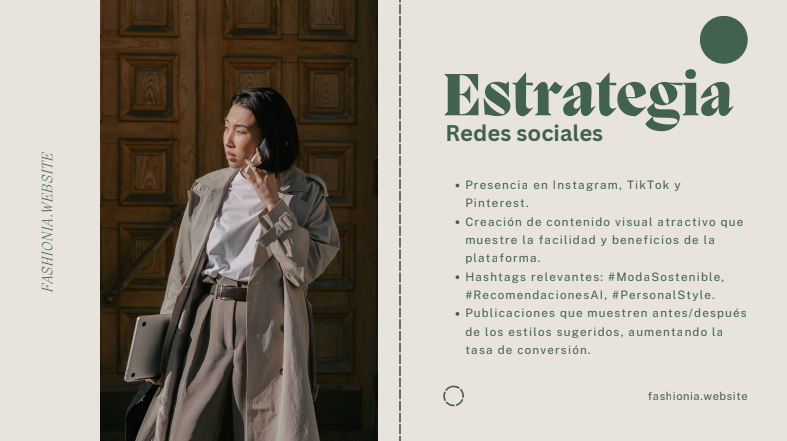 FASHIONIA.WEBSITE
Estrategia
Redes sociales
• Presencia en Instagram, TikTok y
Pinterest.
• Creación de contenido visual atractivo que
muestre la facilidad y beneficios de la
plataforma.
• Hashtags relevantes: #ModaSostenible,
#RecomendacionesAI, #PersonalStyle.
• Publicaciones que muestren antes/después
de los estilos sugeridos, aumentando la
tasa de conversión.
fashionia.website